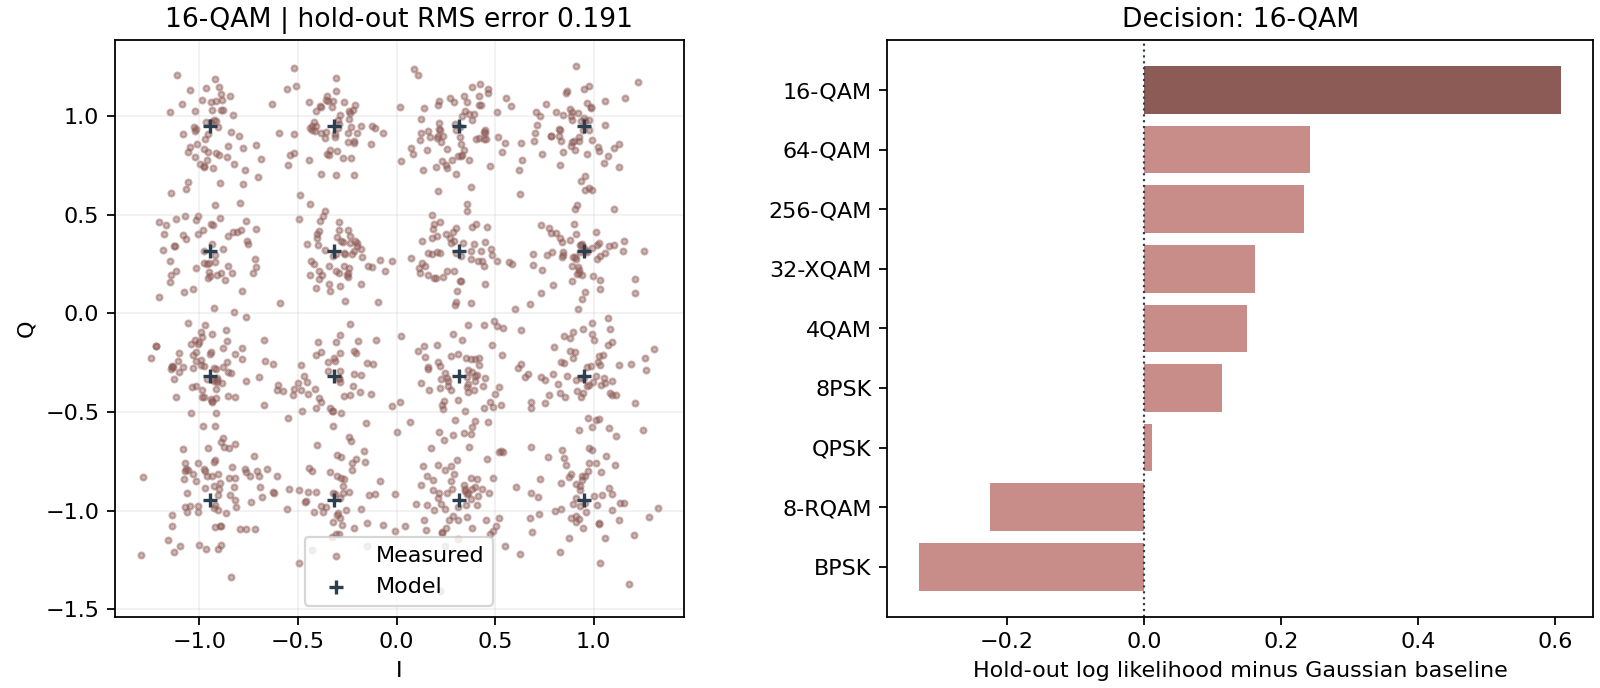 16-QAM | hold-out RMS error 0.191
1.0
0.5
0.0
−0.5
−1.0
−1.5
Q
−1.0
−0.5
0.0
0.5
1.0
I
Measured
Model
Decision: 16-QAM
16-QAM
64-QAM
256-QAM
32-XQAM
4QAM
8PSK
QPSK
8-RQAM
BPSK
−0.2
0.0
0.2
0.4
0.6
Hold-out log likelihood minus Gaussian baseline